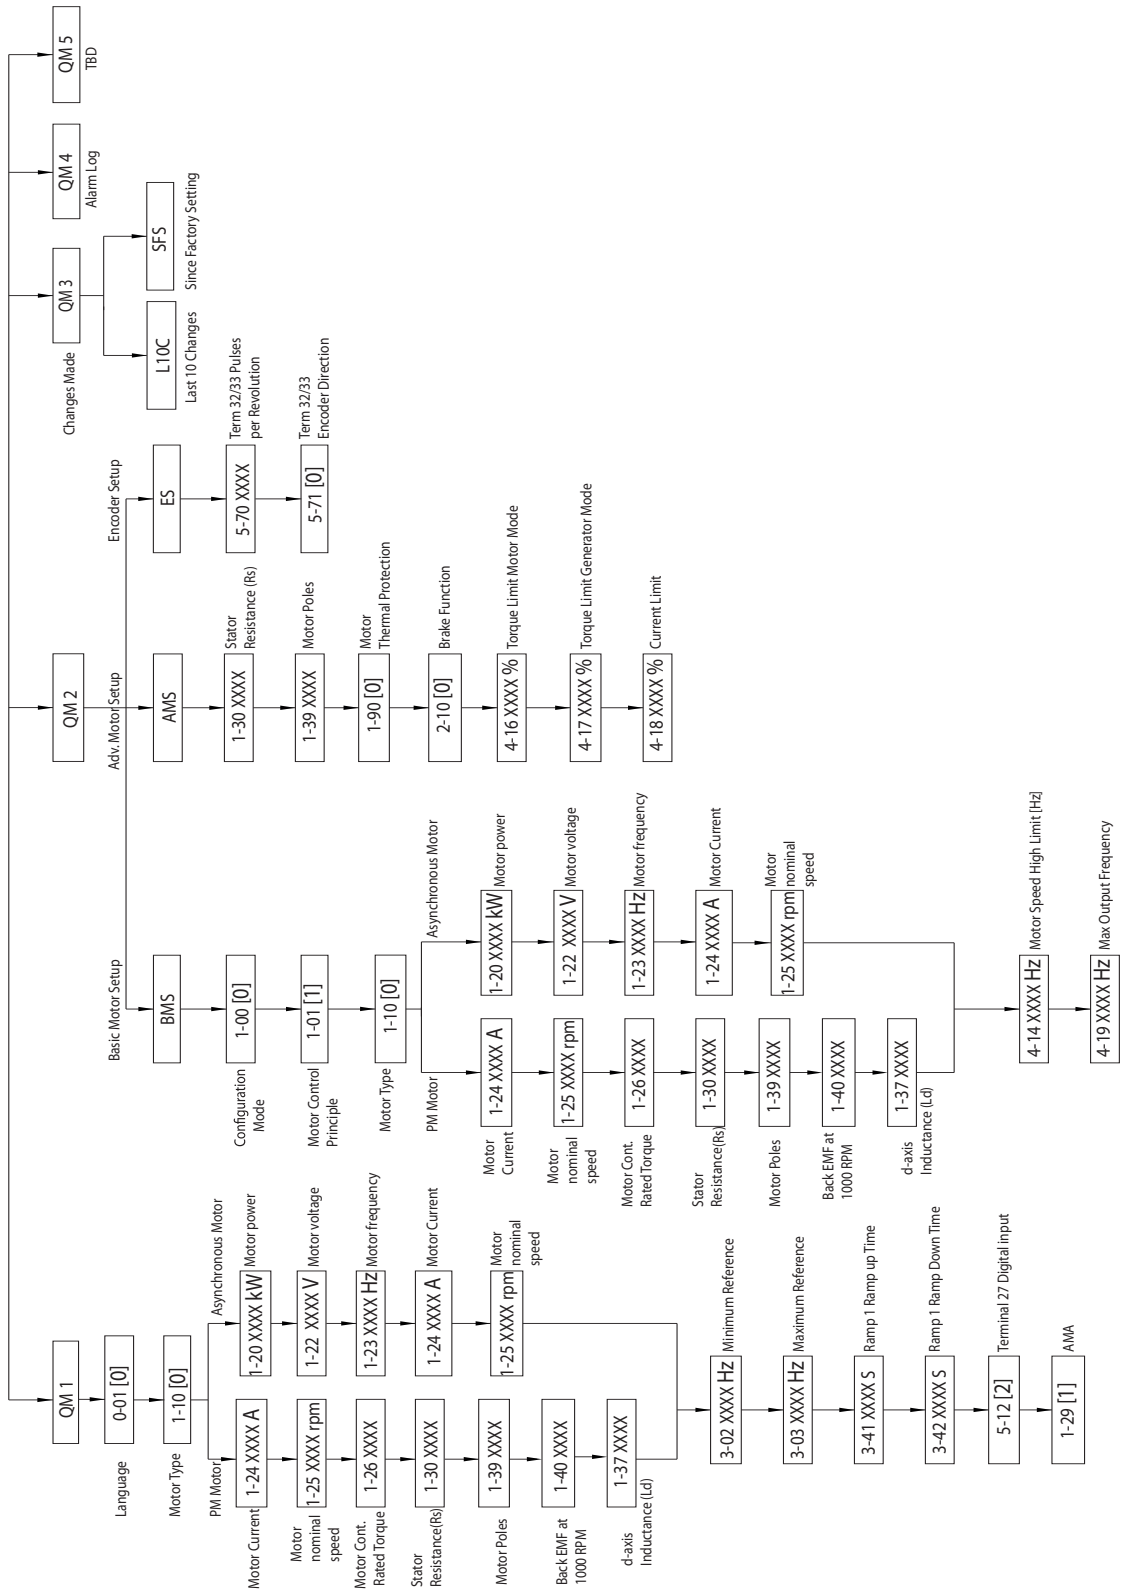 QM 1
0-01 [0]
Language
1-10 [0]
Motor Type
PM Motor
1-24 XXXX A
Motor Current
1-25 XXXX rpm
Motor
nominal
speed
1-26 XXXX
Motor Cont.
Rated Torque
1-30 XXXX
Stator
Resistance(Rs)
1-39 XXXX
Motor Poles
1-40 XXXX
Back EMF at
1000 RPM
1-37 XXXX
d-axis
Inductance (Ld)
Asynchronous Motor
1-20 XXXX kW
Motor power
1-22 XXXX V
Motor voltage
1-23 XXXX Hz
Motor frequency
1-24 XXXX A
Motor Current
1-25 XXXX rpm
Motor
nominal
speed
3-02 XXXX Hz
Minimum Reference
3-03 XXXX Hz
Maximum Reference
3-41 XXXX S
Ramp 1 Ramp up Time
3-42 XXXX S
Ramp 1 Ramp Down Time
5-12 [2]
Terminal 27 Digital input
1-29 [1]
AMA
QM 2
Basic Motor Setup
BMS
1-00 [0]
Configuration
Mode
1-01 [1]
Motor Control
Principle
1-10 [0]
Motor Type
PM Motor
1-24 XXXX A
Motor
Current
1-25 XXXX rpm
Motor
nominal
speed
1-26 XXXX
Motor Cont.
Rated Torque
1-30 XXXX
Stator
Resistance(Rs)
1-39 XXXX
Motor Poles
1-40 XXXX
Back EMF at
1000 RPM
1-37 XXXX
d-axis
Inductance (Ld)
Asynchronous Motor
1-20 XXXX kW
Motor power
1-22 XXXX V
Motor voltage
1-23 XXXX Hz
Motor frequency
1-24 XXXX A
Motor Current
1-25 XXXX rpm
Motor
nominal
speed
4-14 XXXX Hz
Motor Speed High Limit [Hz]
4-19 XXXX Hz
Max Output Frequency
Adv. Motor Setup
AMS
1-30 XXXX
Stator
Resistance (Rs)
1-39 XXXX
Motor Poles
1-90 [0]
Motor
Thermal Protection
2-10 [0]
Brake Function
4-16 XXXX %
Torque Limit Motor Mode
4-17 XXXX %
Torque Limit Generator Mode
4-18 XXXX %
Current Limit
Encoder Setup
ES
5-70 XXXX
Term 32/33 Pulses
per Revolution
5-71 [0]
Term 32/33
Encoder Direction
QM 3
Changes Made
L10C
Last 10 Changes
SFS
Since Factory Setting
QM 4
Alarm Log
QM 5
TBD